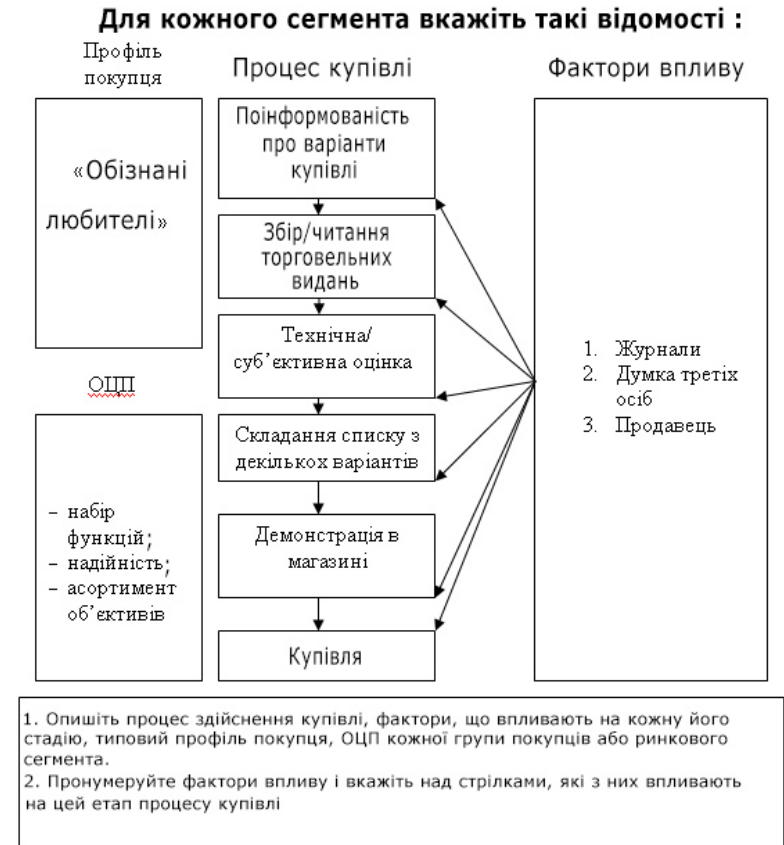 Для кожного сегмента вкажіть такі відомості :
Профіль
покупця
Процес купівлі
Фактори впливу
«Обізнані
любителі»
ОЦП
– набір
функцій;
– надійність;
– асортимент
об’єктивів
Поінформованість
про варіанти
купівлі
Збір/читання
торговельних
видань
Технічна/
суб’єктивна оцінка
Складання списку з
декількох варіантів
Демонстрація в
магазині
Купівля
1. Журнали
2. Думка третіх
осіб
3. Продавець
1. Опишіть процес здійснення купівлі, фактори, що впливають на кожну його
стадію, типовий профіль покупця, ОЦП кожної групи покупців або ринкового
сегмента.
2. Пронумеруйте фактори впливу і вкажіть над стрілками, які з них впливають
на цей етап процесу купівлі